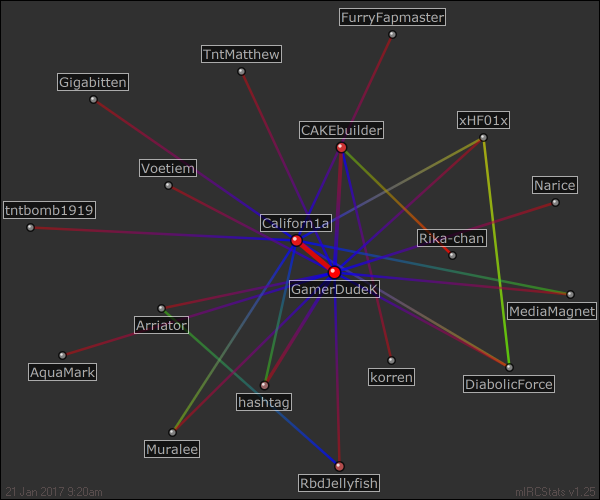 FurryFapmaster
TntMatthew
Gigabitten
xHF01x
CAKEbuilder
Voetiem
Narice
tntbomb1919
Californ1a
Rika-chan
GamerDudeK
MediaMagnet
Arriator
AquaMark
korren
DiabolicForce
hashtag
Muralee
RbdJellyfish
21 Jan 2017 9:20am
mIRCStats v1.25